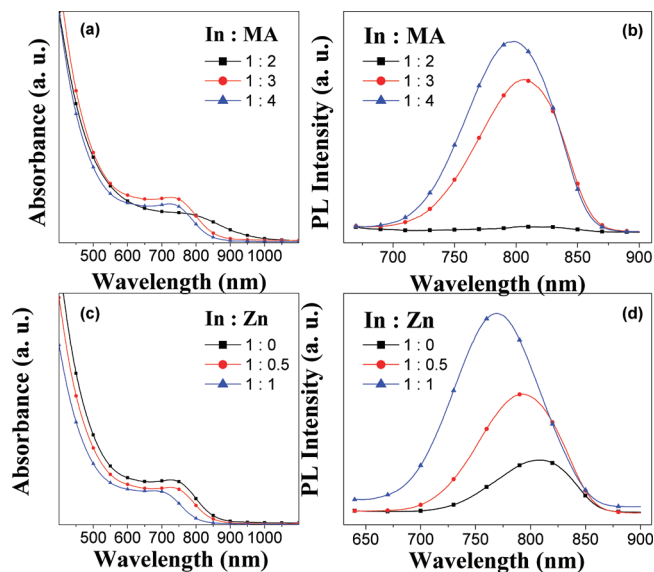 (a)
In : MA
1 : 2
1 : 3
1 : 4
Absorbance (a. u.)
500 600 700 800 900 1000
Wavelength (nm)
(b)
In : MA
1 : 2
1 : 3
1 : 4
PL Intensity (a. u.)
700 750 800 850 900
Wavelength (nm)
(c)
In : Zn
1 : 0
1 : 0.5
1 : 1
Absorbance (a. u.)
500 600 700 800 900 1000
Wavelength (nm)
(d)
In : Zn
1 : 0
1 : 0.5
1 : 1
PL Intensity (a. u.)
650 700 750 800 850 900
Wavelength (nm)